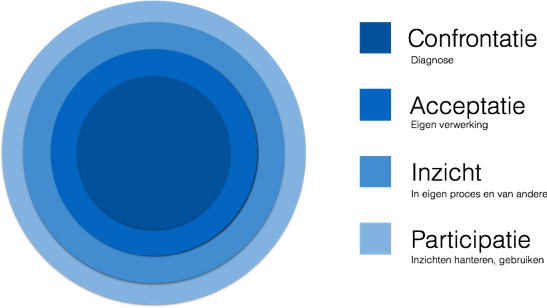 Confrontatie
Diagnose
Acceptatie
Eigen verwerking
Inzicht
In eigen proces en van andere
Participatie
Inzichten hanteren, gebruiken